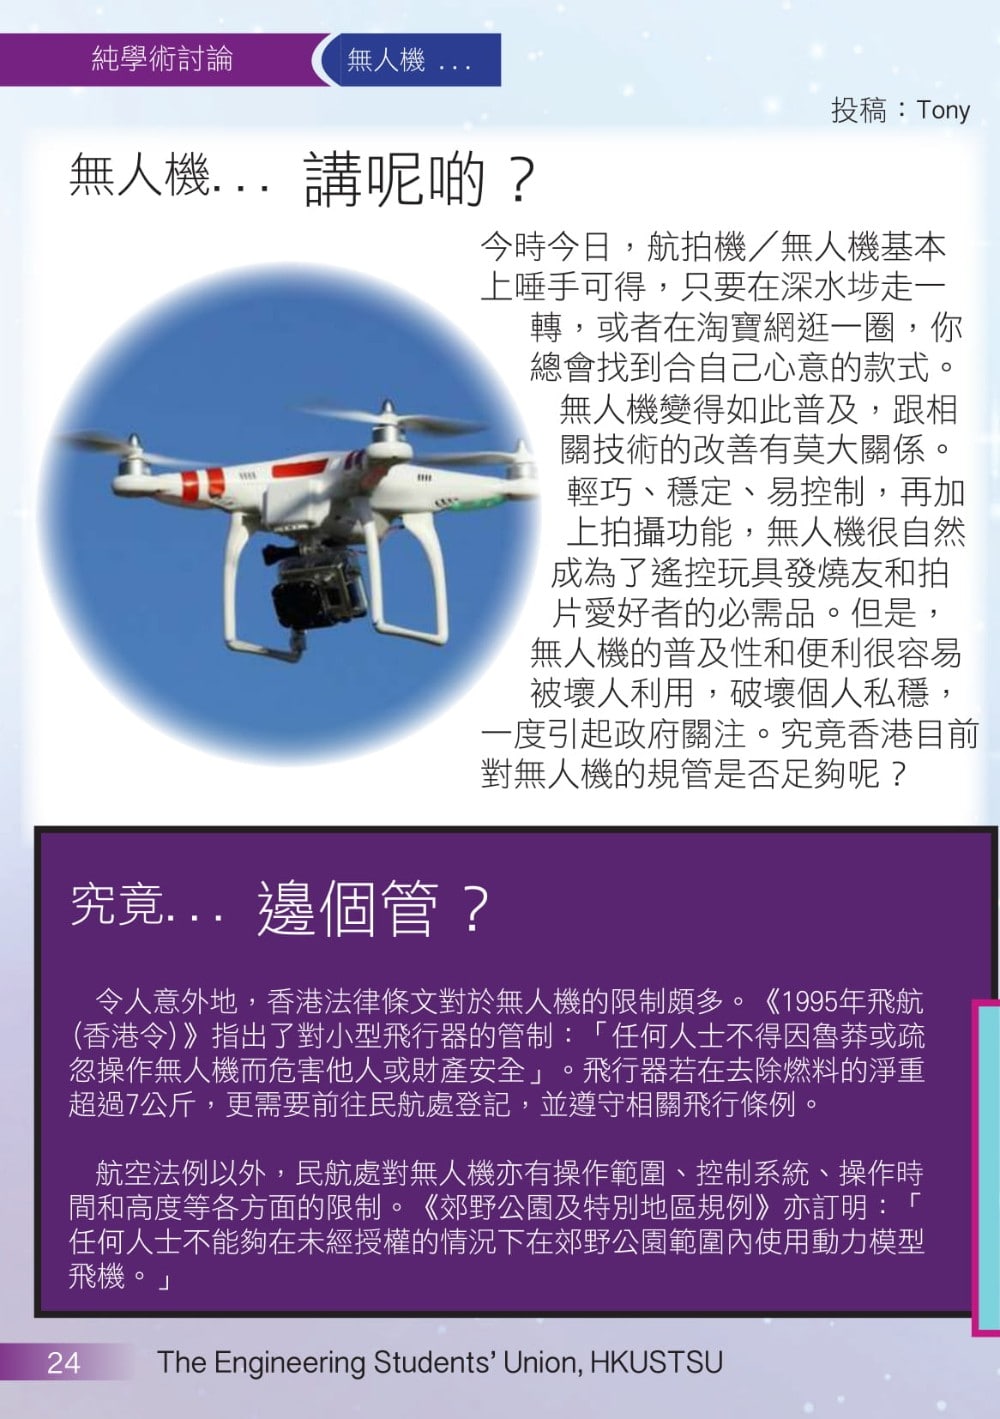 純學術討論
無人機 ...
投稿：Tony
無人機... 講呢啲？
今時今日，航拍機／無人機基本
上唾手可得，只要在深水埗走一
轉，或者在淘寶網逛一圈，你
總會找到合自己心意的款式。
無人機變得如此普及，跟相
關技術的改善有莫大關係。
輕巧、穩定、易控制，再加
上拍攝功能，無人機很自然
成為了遙控玩具發燒友和拍
片愛好者的必需品。但是，
無人機的普及性和便利很容易
被壞人利用，破壞個人私穩，
一度引起政府關注。究竟香港目前
對無人機的規管是否足夠呢？
究竟... 邊個管？
令人意外地，香港法律條文對於無人機的限制頗多。《1995年飛航
(香港令)》指出了對小型飛行器的管制：「任何人士不得因魯莽或疏
忽操作無人機而危害他人或財產安全」。飛行器若在去除燃料的淨重
超過7公斤，更需要前往民航處登記，並遵守相關飛行條例。
航空法例以外，民航處對無人機亦有操作範圍、控制系統、操作時
間和高度等各方面的限制。《郊野公園及特別地區規例》亦訂明：「
任何人士不能夠在未經授權的情況下在郊野公園範圍內使用動力模型
飛機。」
24
The Engineering Students’ Union, HKUSTSU